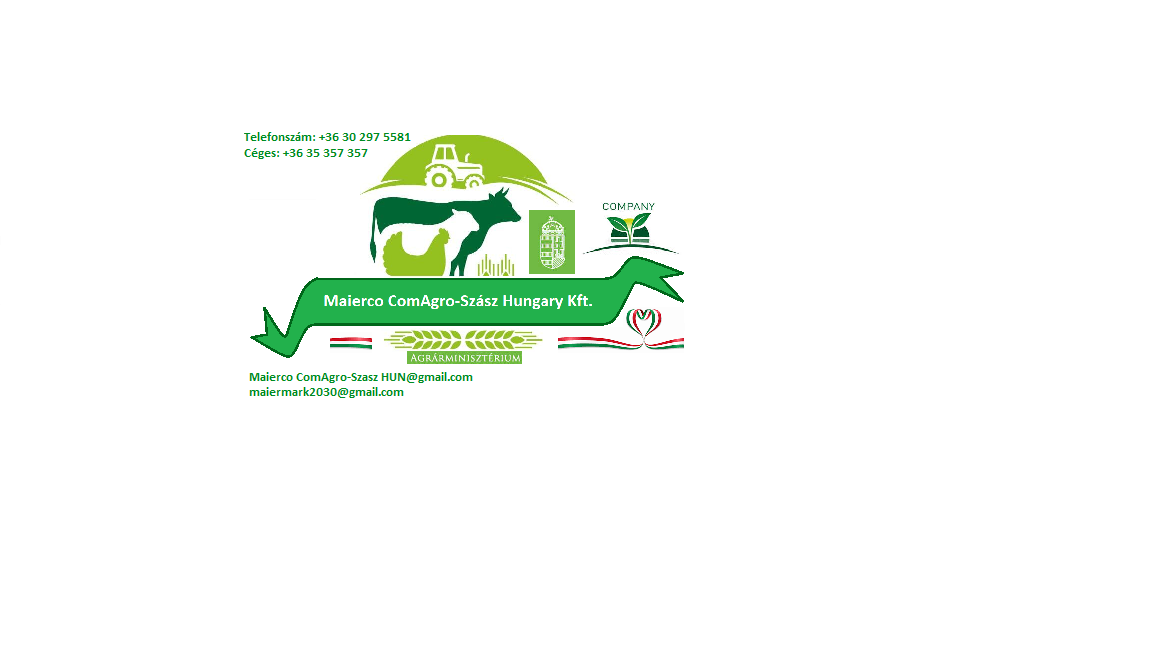 Telefonszám: +36 30 297 5581
Céges: +36 35 357 357
COMPANY
Maierco ComAgro-Szász Hungary Kft.
AGRÁRMINISZTÉRIUM
Maierco ComAgro-Szasz HUN@gmail.com
maiermark2030@gmail.com